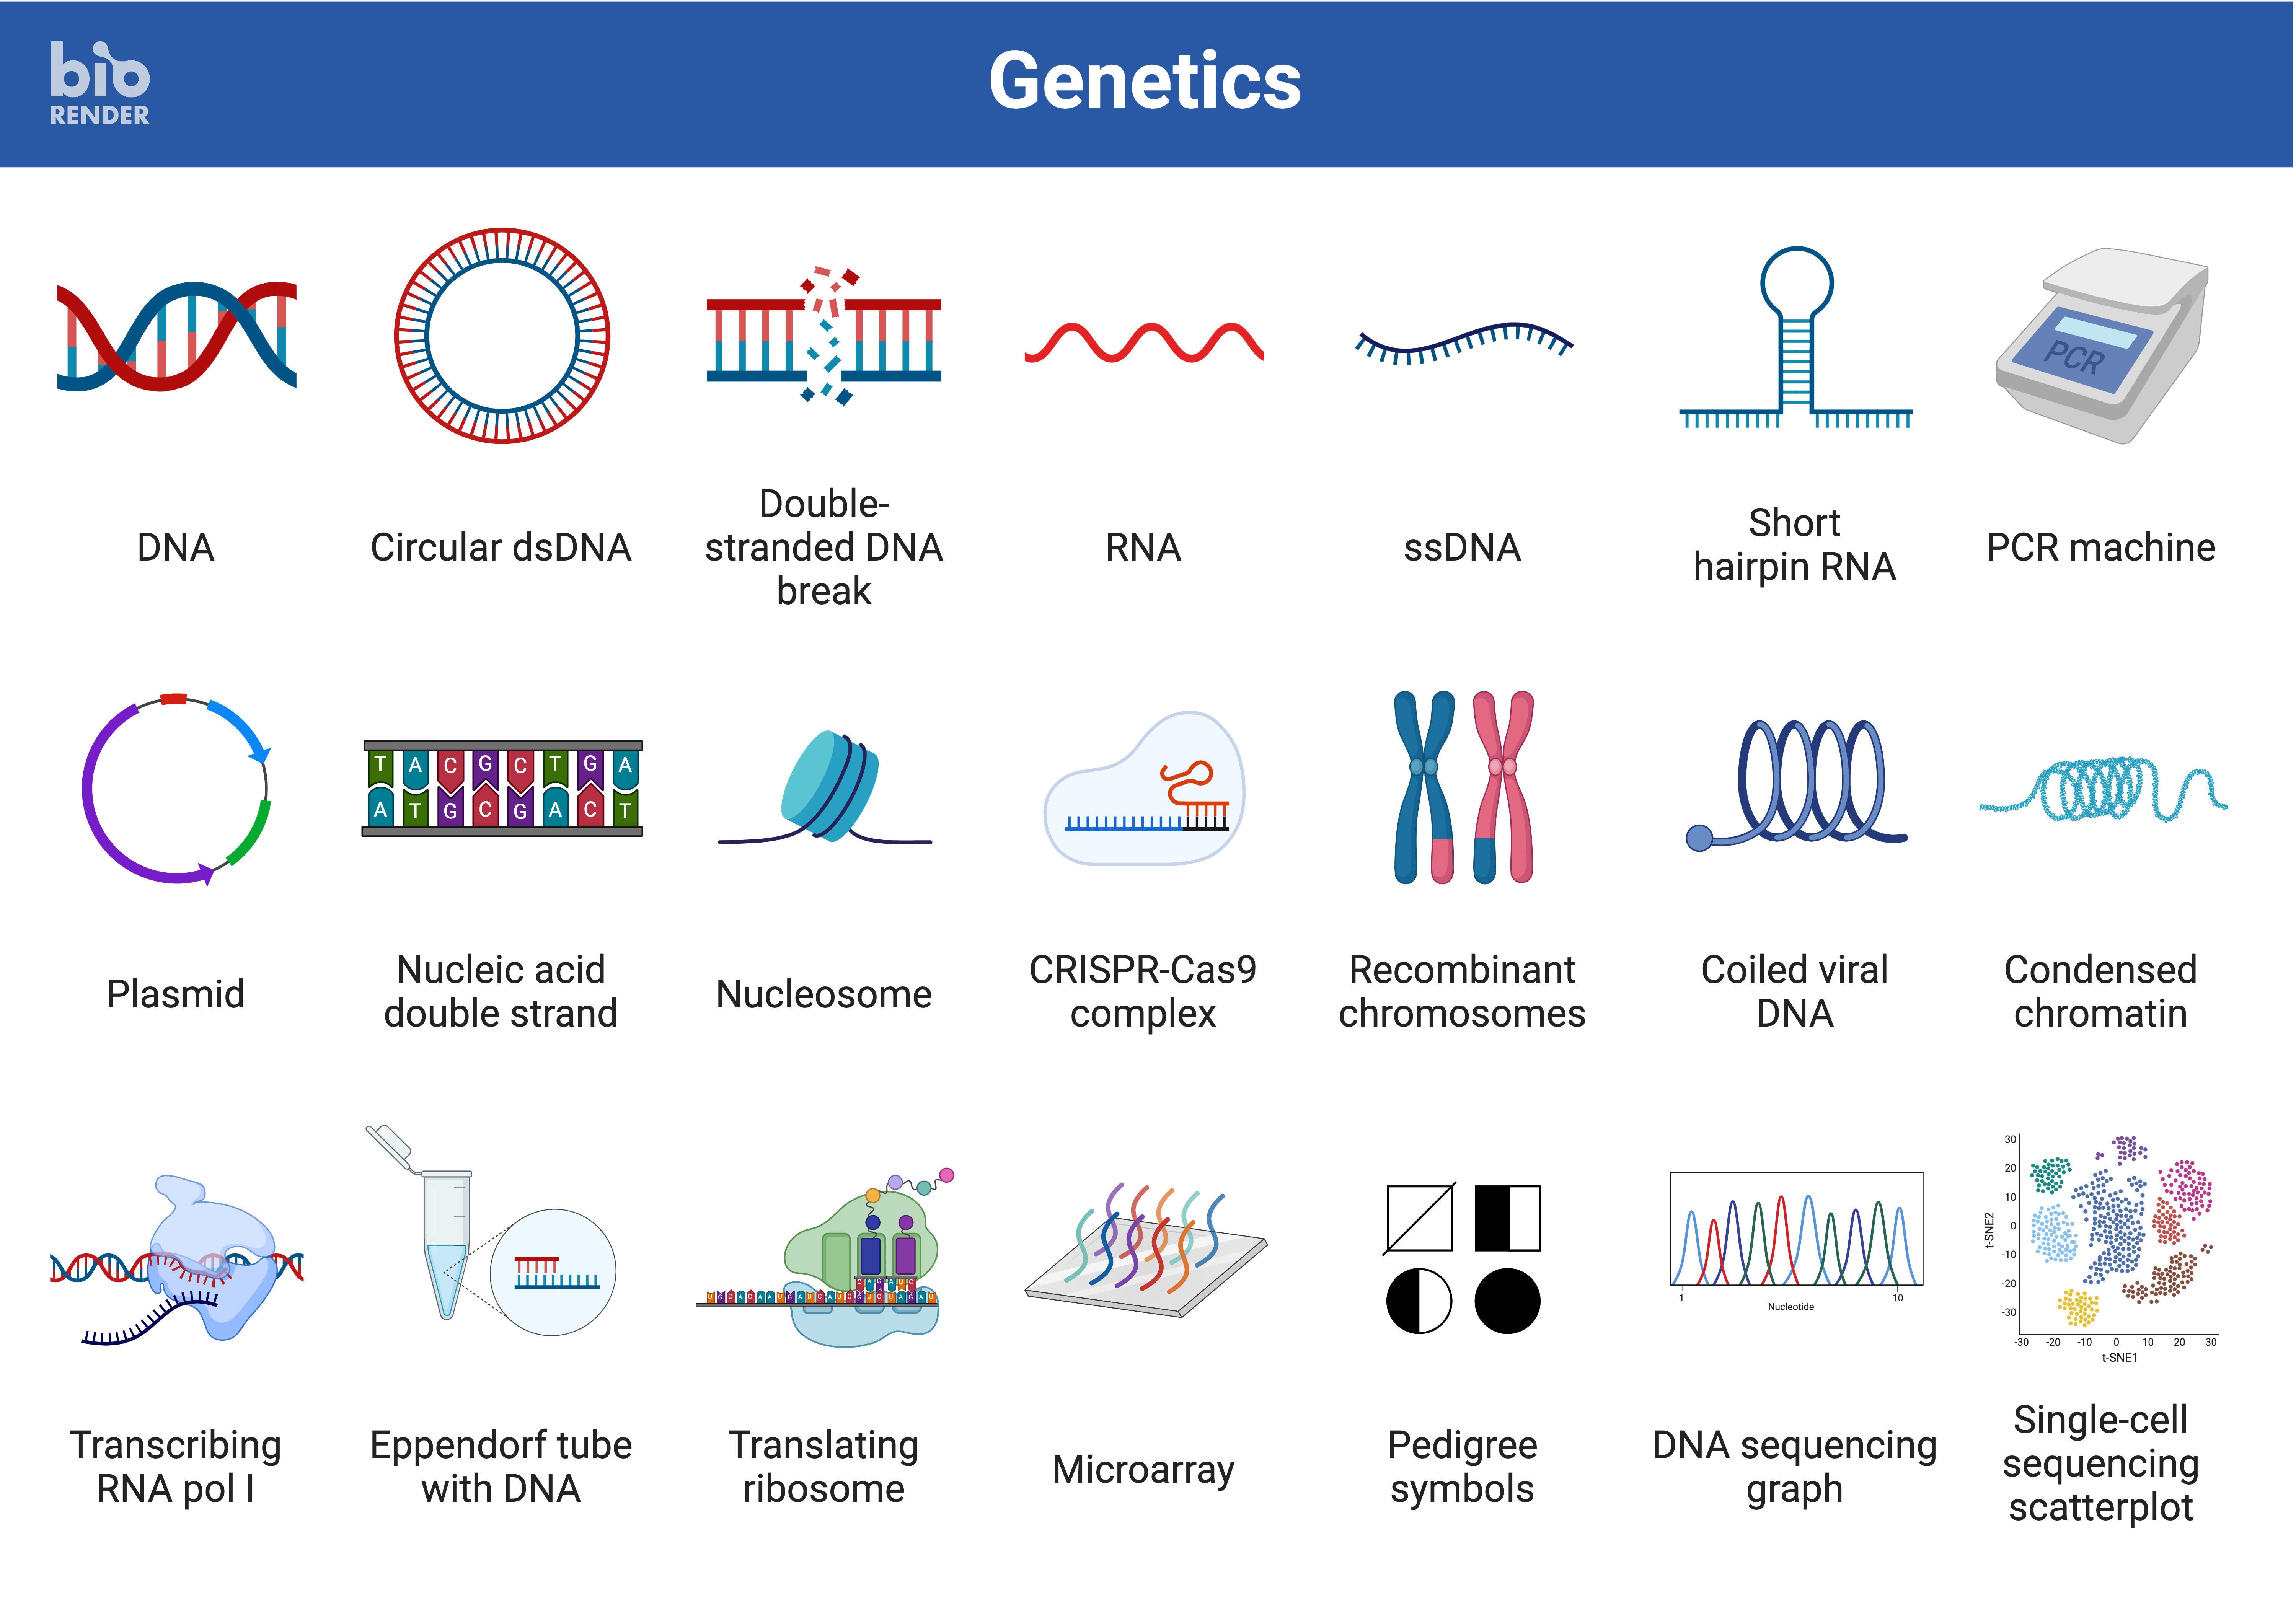 bio
RENDER
Genetics
PCR
DNA
Circular dsDNA
Double-
stranded DNA
break
RNA
ssDNA
Short
hairpin RNA
PCR machine
T A C G C T G A
A T G C G A C T
Plasmid
Nucleic acid
double strand
Nucleosome
CRISPR-Cas9
complex
Recombinant
chromosomes
Coiled viral
DNA
Condensed
chromatin
C A G A U C
U G C A C A A U G A U C A U C G U C U A G A U
1 10
Nucleotide
30
20
10
0
-10
-20
-30
t-SNE2
-30 -20 -10 0 10 20 30
t-SNE1
Transcribing
RNA pol I
Eppendorf tube
with DNA
Translating
ribosome
Microarray
Pedigree
symbols
DNA sequencing
graph
Single-cell
sequencing
scatterplot